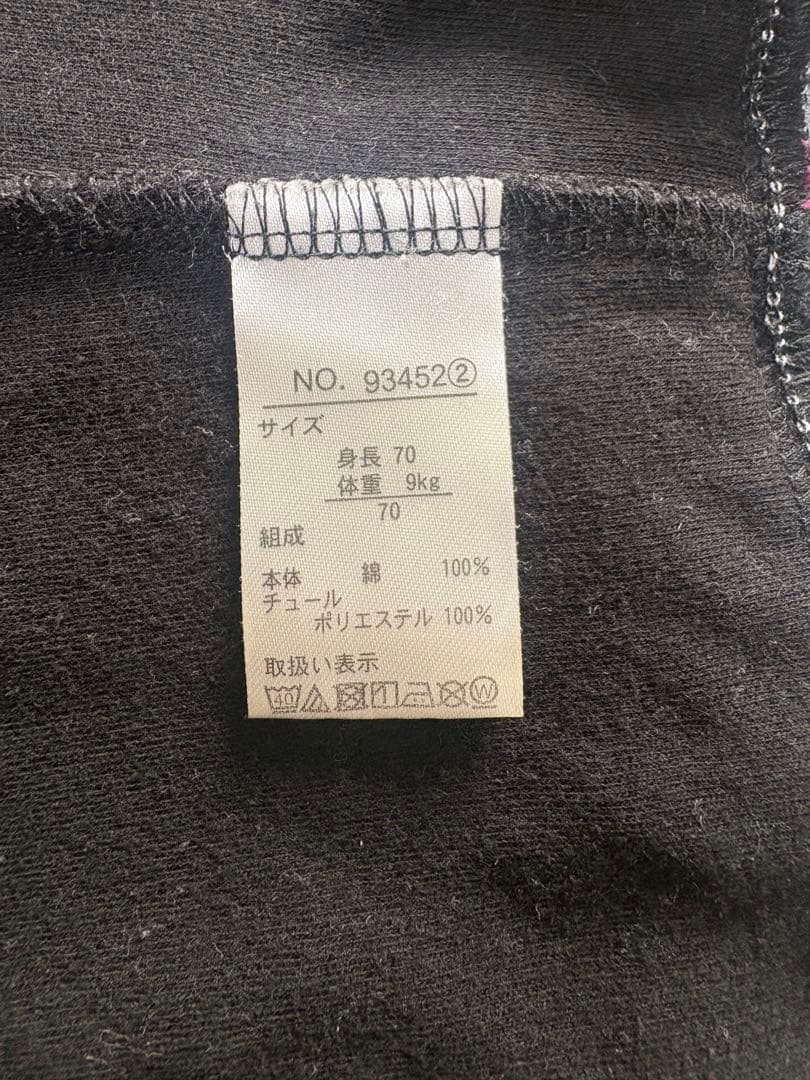 NO. 93452②
サイズ
身長 70
体重 9kg
70
組成
本体 綿 100%
チュール
ポリエステル 100%
取扱い表示
40 W